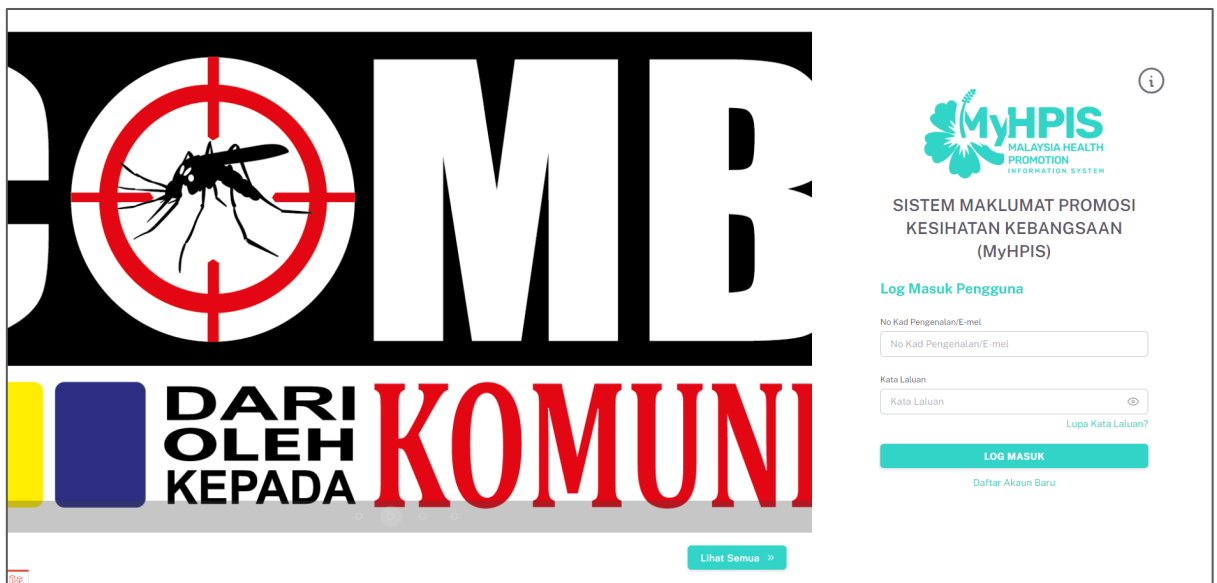 COMB
DARI
OLEH
KEPADA
KOMUNI
Lihat Semua »
i
MyHPIS
MALAYSIA HEALTH
PROMOTION
INFORMATION SYSTEM
SISTEM MAKLUMAT PROMOSI
KESIHATAN KEBANGSAAN
(MyHPIS)
Log Masuk Pengguna
No Kad Pengenalan/E-mel
No Kad Pengenalan/E-mel
Kata Laluan
Kata Laluan
Lupa Kata Laluan?
LOG MASUK
Daftar Akaun Baru